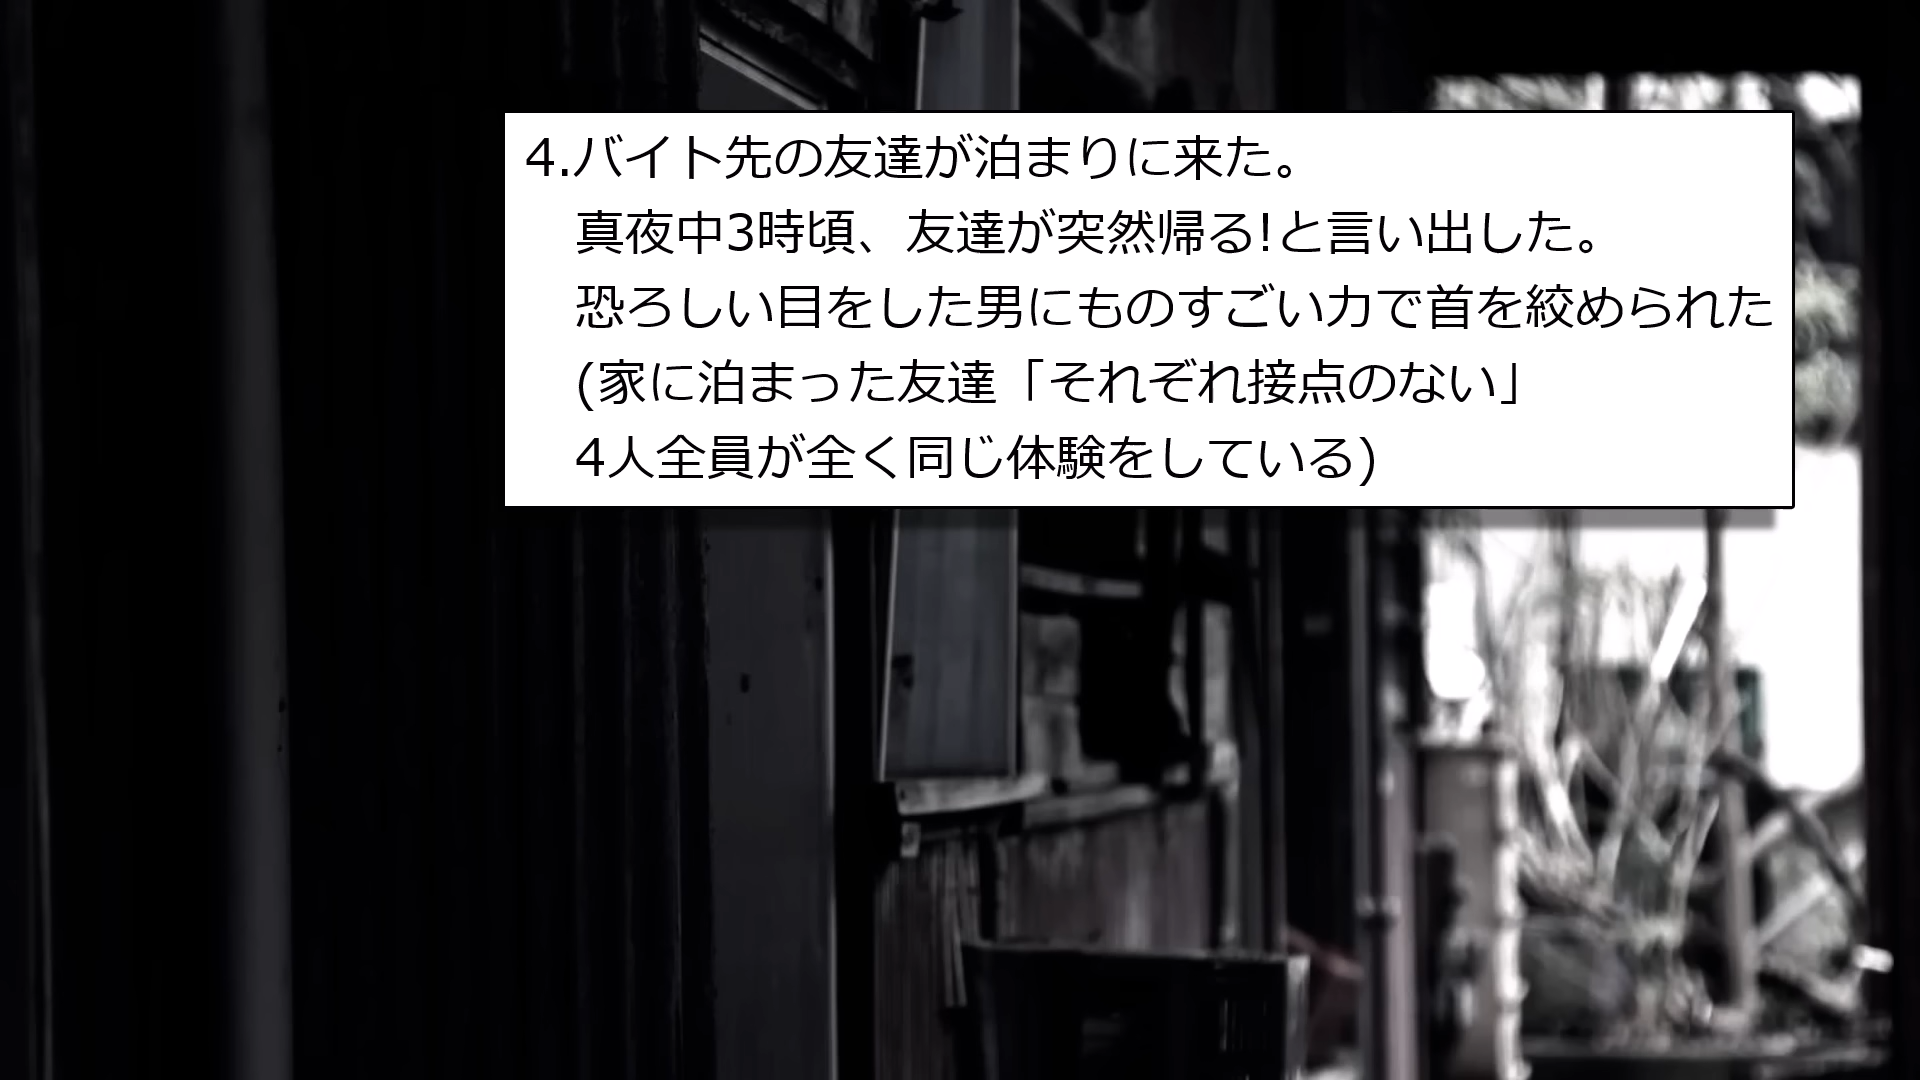 4.バイト先の友達が泊まりに来た。
真夜中3時頃、友達が突然帰る!と言い出した。
恐ろしい目をした男にものすごい力で首を絞められた
(家に泊まった友達「それぞれ接点のない」
4人全員が全く同じ体験をしている)